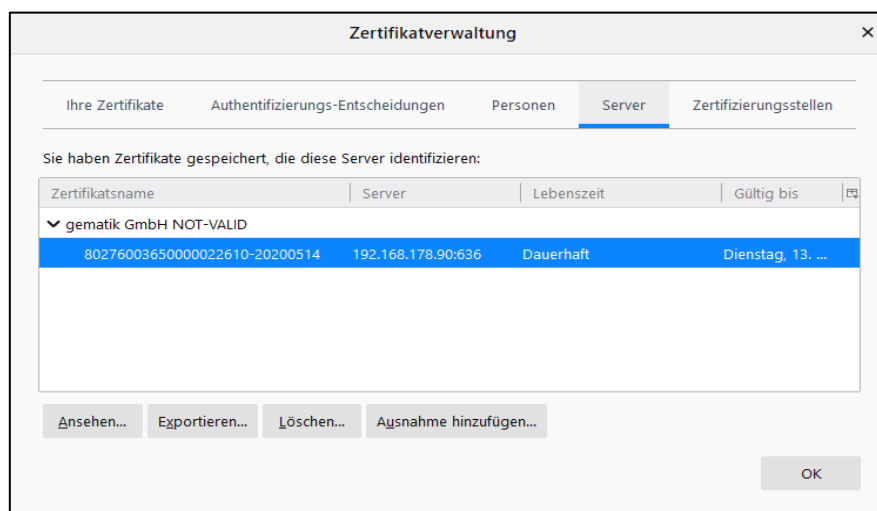 Zertifikatverwaltung
Ihre Zertifikate Authentifizierungs-Entscheidungen Personen Server Zertifizierungsstellen
Sie haben Zertifikate gespeichert, die diese Server identifizieren:
Zertifikatsname Server Lebenszeit Gültig bis
gematik GmbH NOT-VALID
80276003650000022610-20200514 192.168.178.90:636 Dauerhaft Dienstag, 13. ...
Ansehen... Exportieren... Löschen... Ausnahme hinzufügen...
OK